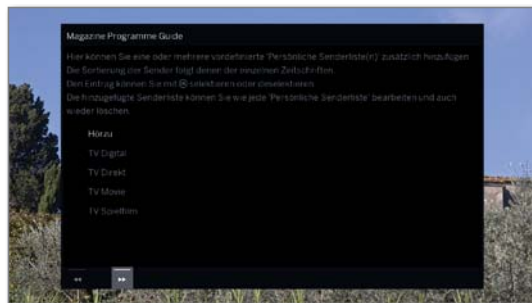 Magazine Programme Guide
Hier können Sie eine oder mehrere vordefinierte 'Persönliche Senderliste(n)' zusätzlich hinzufügen
Die Sortierung der Sender folgt denen der einzelnen Zeitschriften.
Den Eintrag können Sie mit selektieren oder deselektieren.
Die hinzugefügte Senderliste können Sie wie jede 'Persönliche Senderliste' bearbeiten und auch
wieder löschen.
Hörzu
TV Digital
TV Direkt
TV Movie
TV Spielfilm